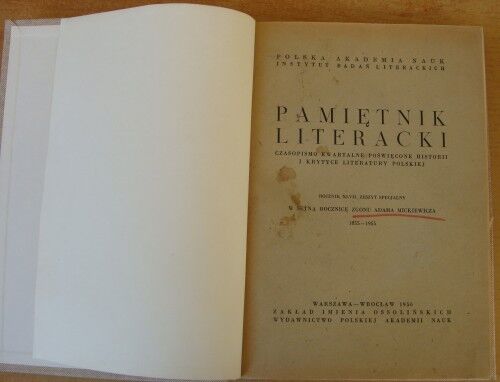 POLSKA AKADEMIA NAUK
INSTYTUT BADAŃ LITERACKICH
PAMIĘTNIK
LITERACKI
CZASOPISMO KWARTALNE POŚWIĘCONE HISTORII
I KRYTYCE LITERATURY POLSKIEJ
ROCZNIK XLVII, ZESZYT SPECJALNY
W SETNĄ ROCZNICĘ ZGONU ADAMA MICKIEWICZA
1855—1955
WARSZAWA—WROCŁAW 1956
ZAKŁAD IMIENIA OSSOLIŃSKICH
WYDAWNICTWO POLSKIEJ AKADEMII NAUK